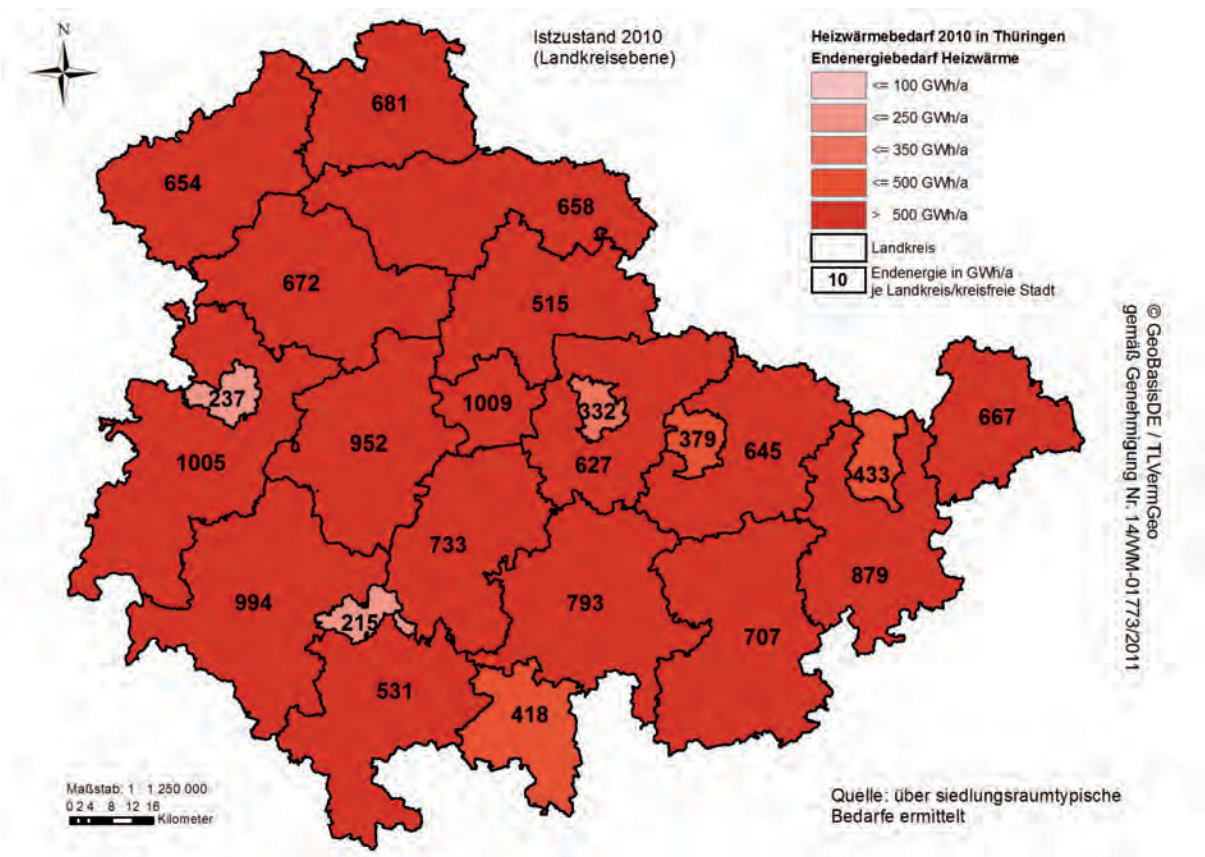 N
Istzustand 2010
(Landkreisebene)
Heizwärmebedarf 2010 in Thüringen
Endenergiebedarf Heizwärme
<= 100 GWh/a
<= 250 GWh/a
<= 350 GWh/a
<= 500 GWh/a
> 500 GWh/a
Landkreis
10
Endenergie in GWh/a
je Landkreis/kreisfreie Stadt
681
654
658
672
515
237
1009
332
1005
952
379
645
627
433
667
733
879
994
793
215
707
531
418
© GeoBasisDE / TLVermGeo
gemäß Genehmigung Nr. 14/WM-01773/2011
Maßstab: 1 : 1.250.000
0 2 4 8 12 16
Kilometer
Quelle: über siedlungsraumtypische
Bedarfe ermittelt